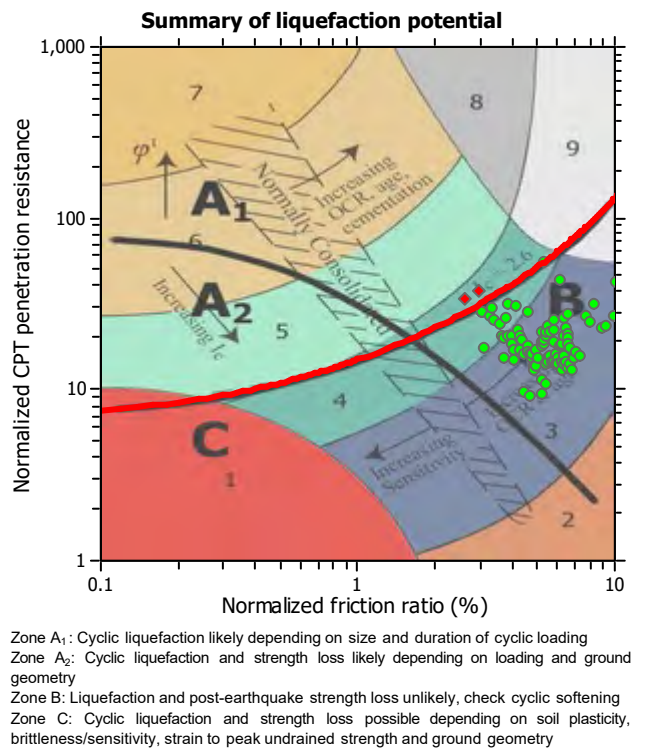 Summary of liquefaction potential
1,000
100
10
1
Normalized CPT penetration resistance
7
8
9
φ'
A1
Increasing
OCR, age,
cementation
Normally Consolidated
6
A2
Increasing Ic
5
= 2.6
B
4
3
C
Increasing
Sensitivity
1
2
0.1
1
10
Normalized friction ratio (%)
Zone A1: Cyclic liquefaction likely depending on size and duration of cyclic loading
Zone A2: Cyclic liquefaction and strength loss likely depending on loading and ground
geometry
Zone B: Liquefaction and post-earthquake strength loss unlikely, check cyclic softening
Zone C: Cyclic liquefaction and strength loss possible depending on soil plasticity,
brittleness/sensitivity, strain to peak undrained strength and ground geometry